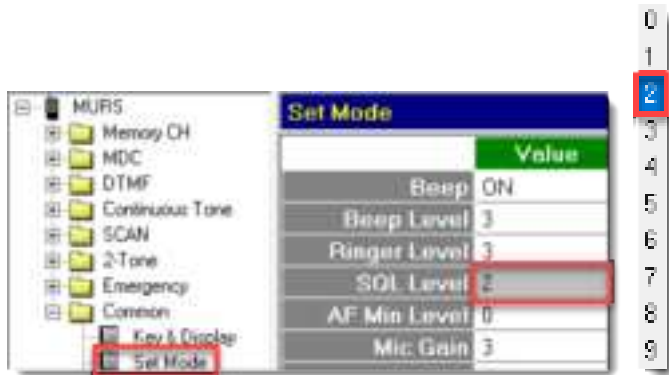 MURS
Memory CH
MDC
DTMF
Continuous Tone
SCAN
2-Tone
Emergency
Common
Key & Display
Set Mode
Set Mode
Value
Beep ON
Beep Level 3
Ringer Level 3
SQL Level 2
AF Min Level 0
Mic Gain 3
0
1
2
3
4
5
6
7
8
9